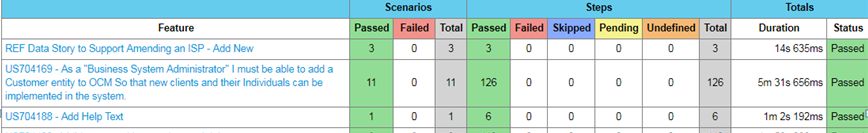 Scenarios Steps Totals
Feature Passed Failed Total Passed Failed Skipped Pending Undefined Total Duration Status
REF Data Story to Support Amending an ISP - Add New 3 0 3 3 0 0 0 0 3 14s 635ms Passed
US704169 - As a "Business System Administrator" I must be able to add a
Customer entity to OCM So that new clients and their Individuals can be 11 0 11 126 0 0 0 0 126 5m 31s 656ms Passed
implemented in the system.
US704188 - Add Help Text 1 0 1 6 0 0 0 0 6 1m 2s 192ms Passed